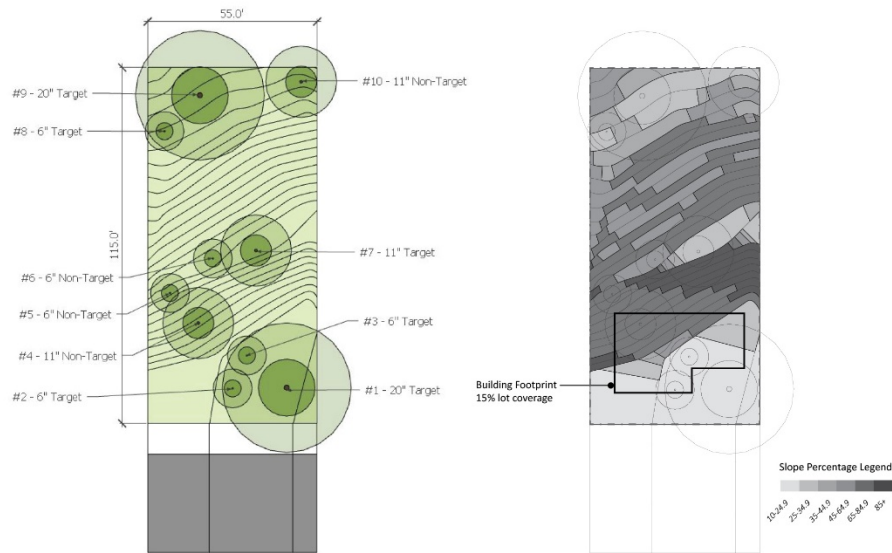 55.0'
115.0'
#9 - 20" Target
#10 - 11" Non-Target
#8 - 6" Target
#7 - 11" Target
#6 - 6" Non-Target
#5 - 6" Non-Target
#3 - 6" Target
#4 - 11" Non-Target
#2 - 6" Target
#1 - 20" Target
Building Footprint
15% lot coverage
Slope Percentage Legend
10-24.9
25-34.9
35-44.9
45-64.9
65-84.9
85+